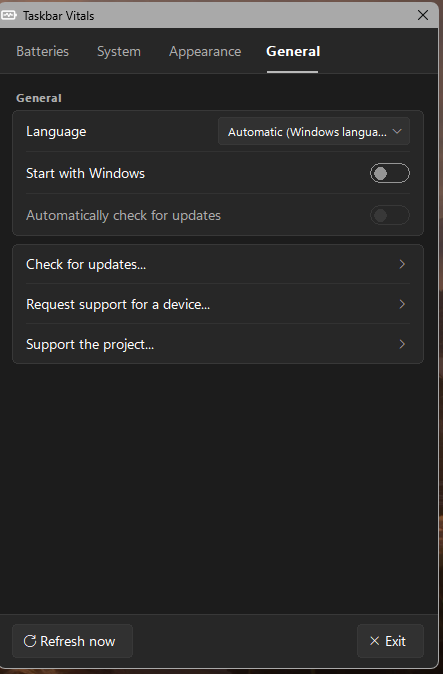 Taskbar Vitals
Batteries System Appearance General
General
Language Automatic (Windows langua...
Start with Windows
Automatically check for updates
Check for updates...
Request support for a device...
Support the project...
Refresh now Exit